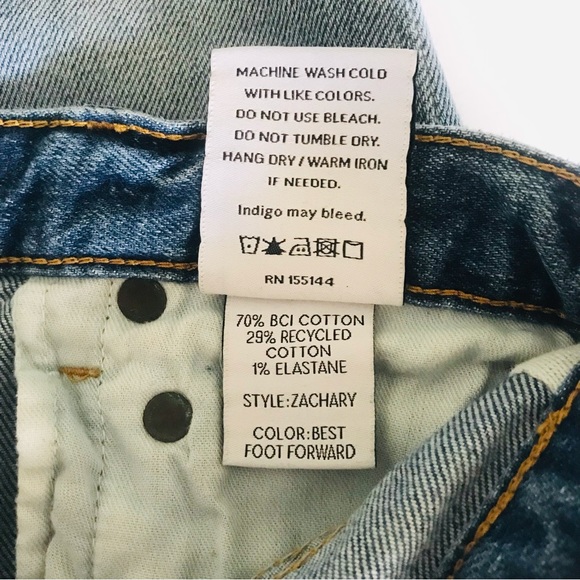 MACHINE WASH COLD
WITH LIKE COLORS.
DO NOT USE BLEACH.
DO NOT TUMBLE DRY.
HANG DRY / WARM IRON
IF NEEDED.
Indigo may bleed.
RN 155144
70% BCI COTTON
29% RECYCLED
COTTON
1% ELASTANE
STYLE:ZACHARY
COLOR:BEST
FOOT FORWARD